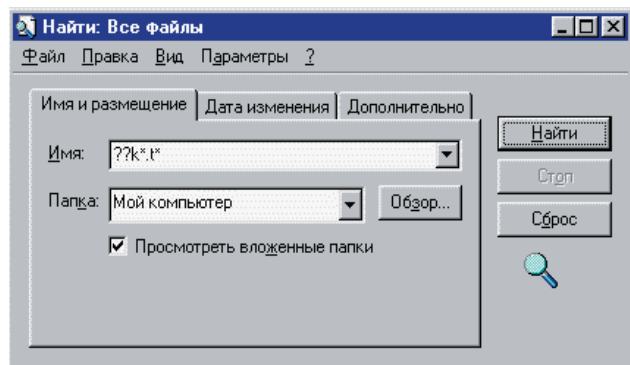 Найти: Все файлы
Файл Правка Вид Параметры ?
Имя и размещение Дата изменения Дополнительно
Имя: ??k*.t*
Папка: Мой компьютер Обзор...
Просмотреть вложенные папки
Найти
Стоп
Сброс